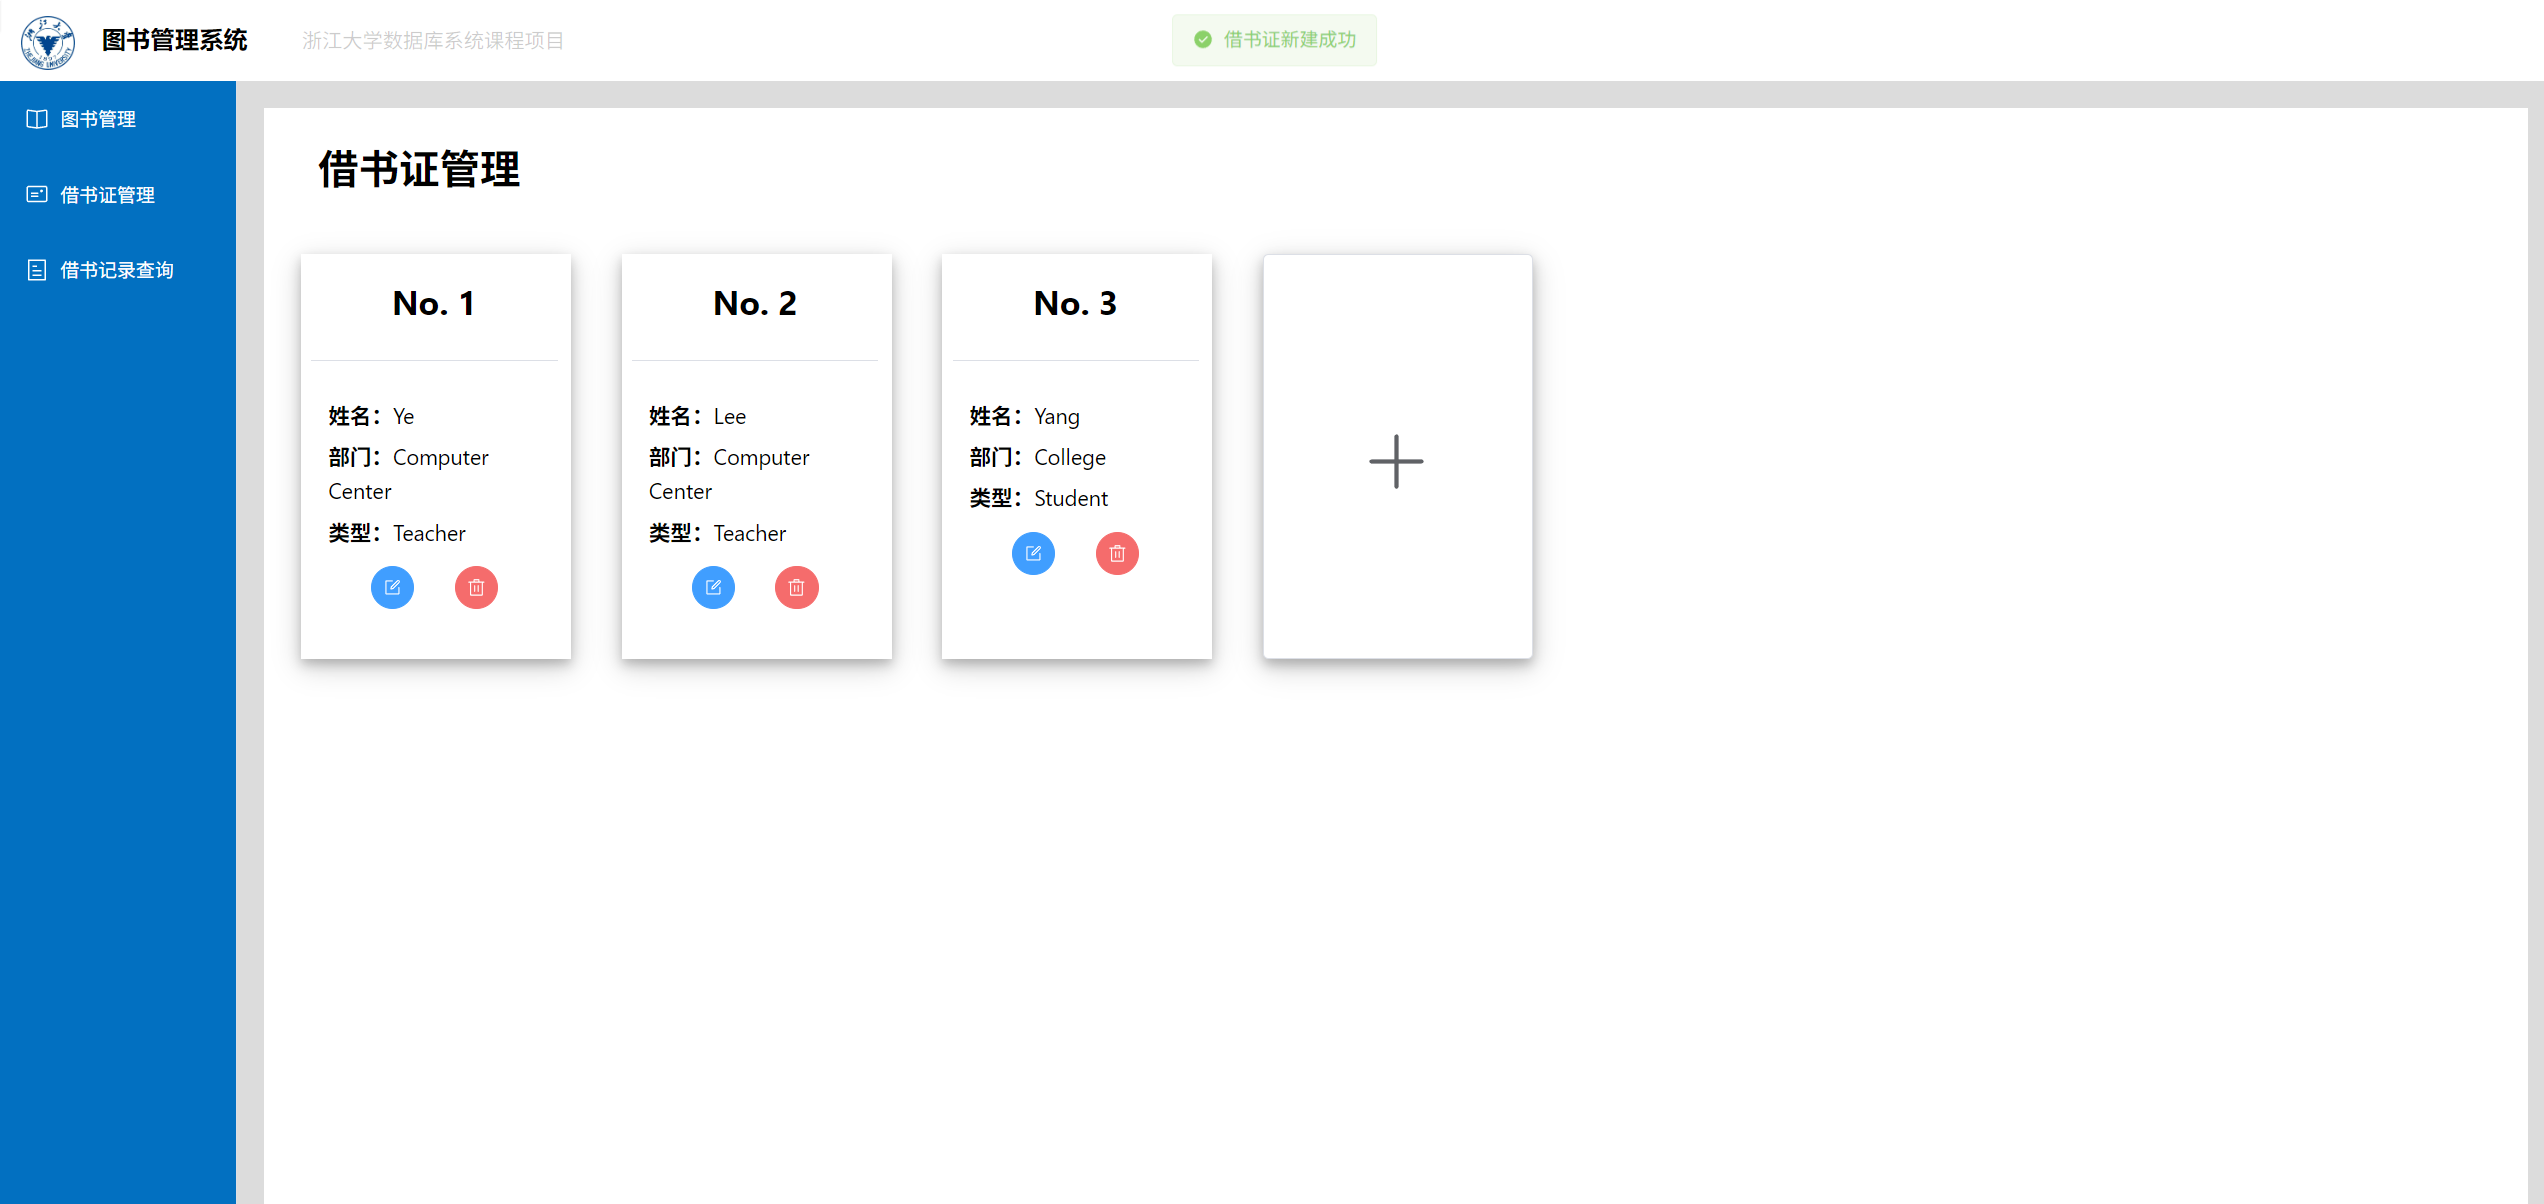 图书管理系统
浙江大学数据库系统课程项目
借书证新建成功
图书管理
借书证管理
借书记录查询
借书证管理
No. 1
姓名：Ye
部门：Computer
Center
类型：Teacher
No. 2
姓名：Lee
部门：Computer
Center
类型：Teacher
No. 3
姓名：Yang
部门：College
类型：Student